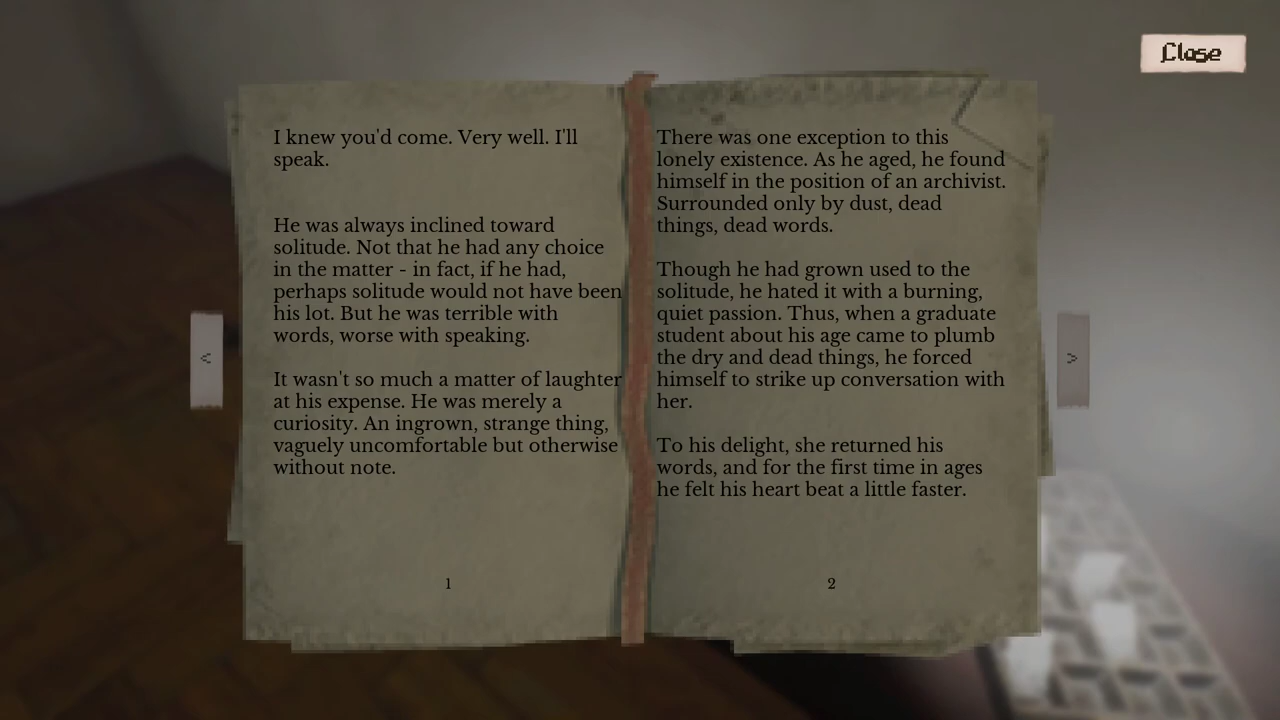 Close
I knew you'd come. Very well. I'll
speak.
He was always inclined toward
solitude. Not that he had any choice
in the matter - in fact, if he had,
perhaps solitude would not have been
his lot. But he was terrible with
words, worse with speaking.
It wasn't so much a matter of laughter
at his expense. He was merely a
curiosity. An ingrown, strange thing,
vaguely uncomfortable but otherwise
without note.
1
There was one exception to this
lonely existence. As he aged, he found
himself in the position of an archivist.
Surrounded only by dust, dead
things, dead words.
Though he had grown used to the
solitude, he hated it with a burning,
quiet passion. Thus, when a graduate
student about his age came to plumb
the dry and dead things, he forced
himself to strike up conversation with
her.
To his delight, she returned his
words, and for the first time in ages
he felt his heart beat a little faster.
2
<
>